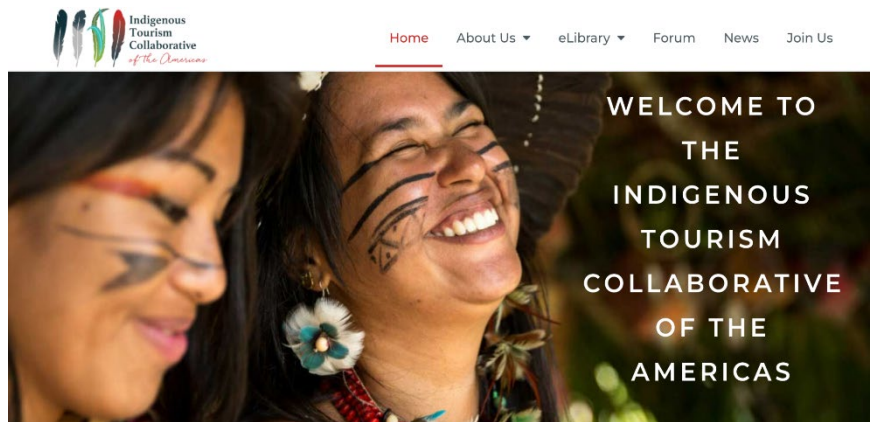 Indigenous
Tourism
Collaborative
of the Americas
Home About Us eLibrary Forum News Join Us
WELCOME TO
THE
INDIGENOUS
TOURISM
COLLABORATIVE
OF THE
AMERICAS